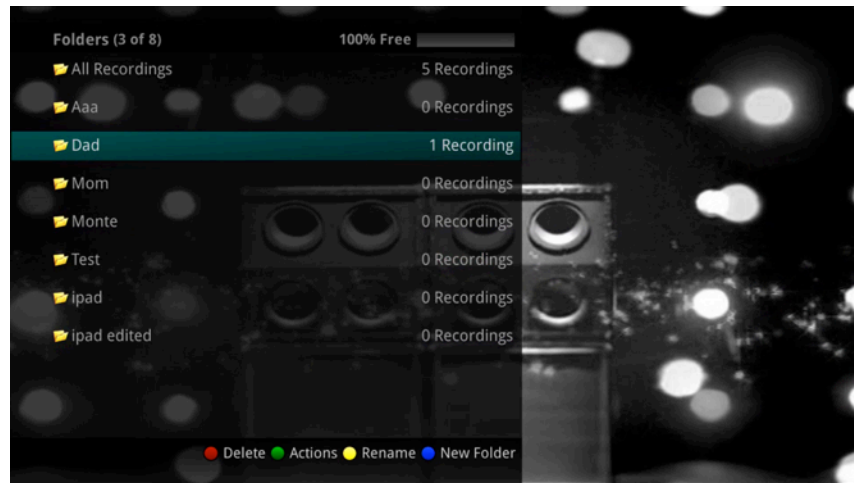 Folders (3 of 8) 100% Free
All Recordings 5 Recordings
Aaa 0 Recordings
Dad 1 Recording
Mom 0 Recordings
Monte 0 Recordings
Test 0 Recordings
ipad 0 Recordings
ipad edited 0 Recordings
Delete Actions Rename New Folder